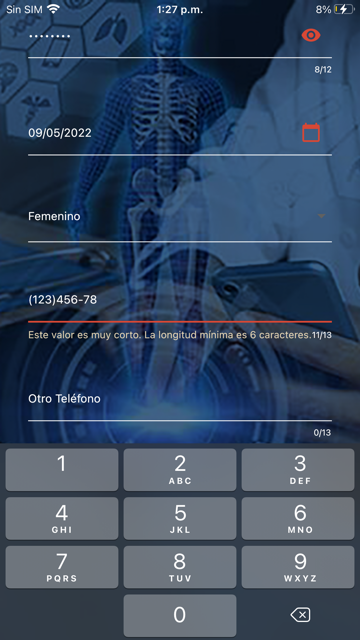 Sin SIM 1:27 p.m. 8%
••••••••
8/12
09/05/2022
Femenino
(123)456-78
Este valor es muy corto. La longitud mínima es 6 caracteres. 11/13
Otro Teléfono
0/13
1 2 3
ABC DEF
4 5 6
GHI JKL MNO
7 8 9
PQRS TUV WXYZ
0